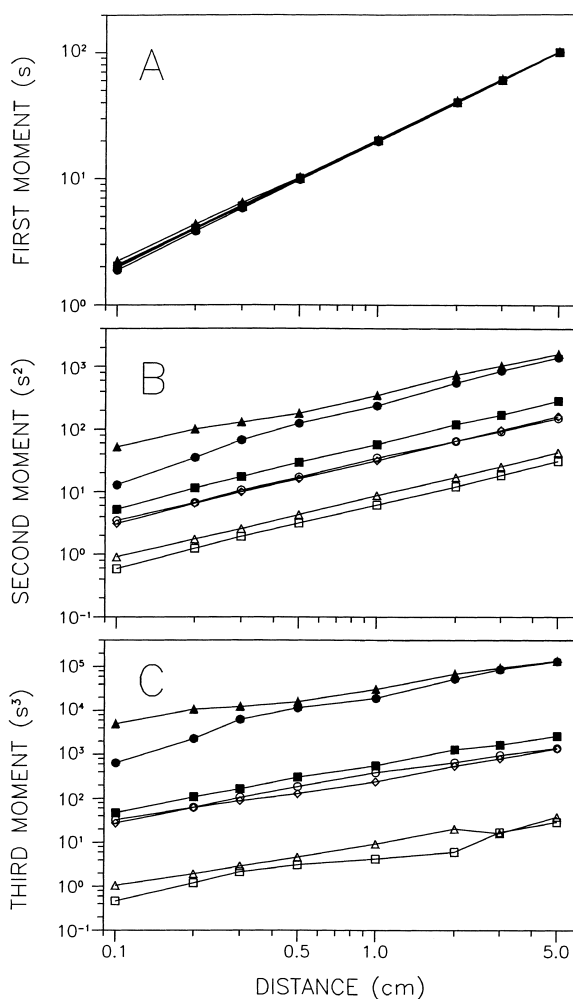 A
FIRST MOMENT (s)
10²
10¹
10⁰
B
SECOND MOMENT (s²)
10³
10²
10¹
10⁰
10⁻¹
C
THIRD MOMENT (s³)
10⁵
10⁴
10³
10²
10¹
10⁰
10⁻¹
0.1 0.5 1.0 5.0
DISTANCE (cm)